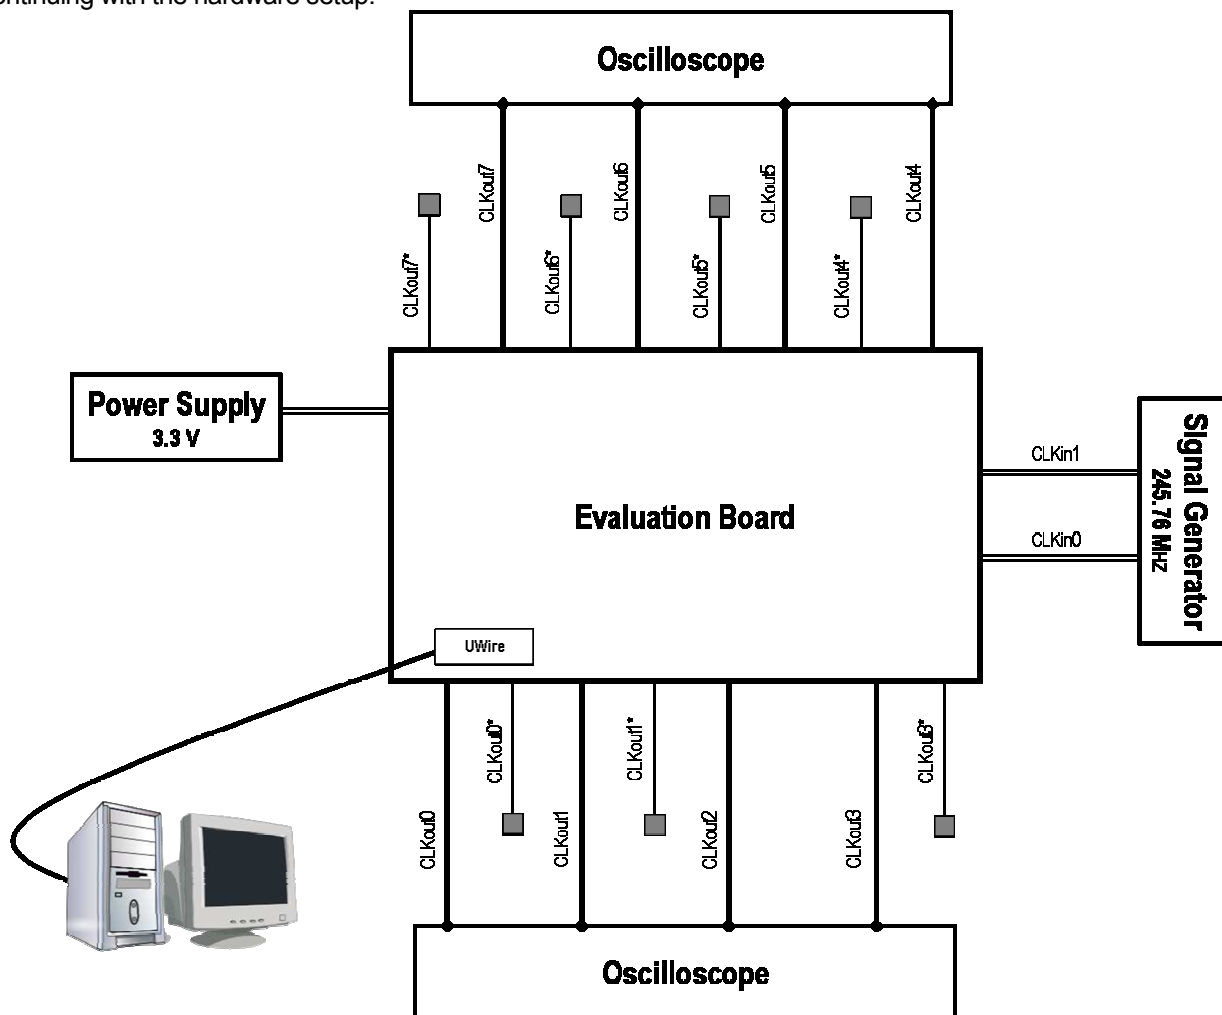 ontinuing with the hardware setup.
Oscilloscope
CLKout7*
CLKout7
CLKout6*
CLKout6
CLKout5*
CLKout5
CLKout4*
CLKout4
Power Supply
3.3 V
Evaluation Board
CLKin1
CLKin0
Signal Generator
245.76 MHz
UWire
CLKout0
CLKout0*
CLKout1
CLKout1*
CLKout2
CLKout3
CLKout3*
Oscilloscope